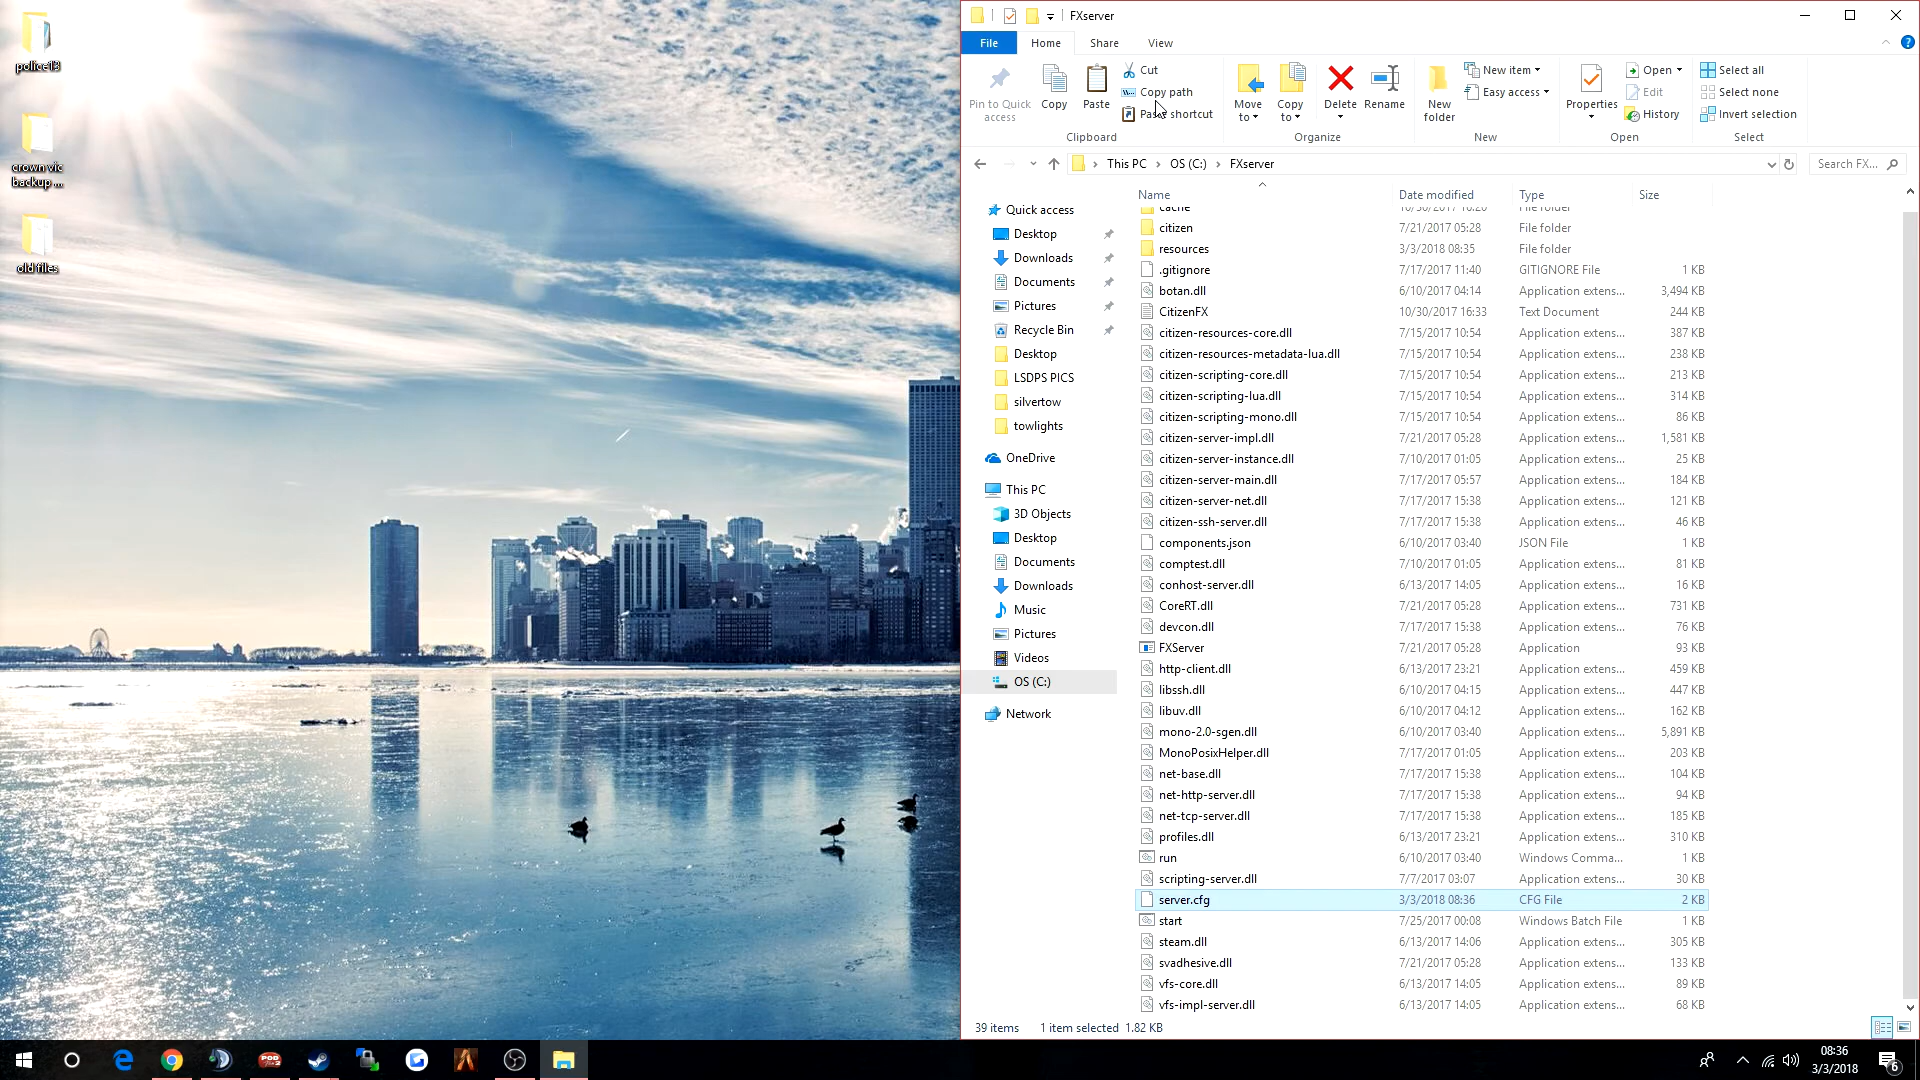 police13
crown vic
backup ...
old files
FXserver
File
Home
Share
View
Pin to Quick
access
Copy
Paste
Cut
Copy path
Paste shortcut
Clipboard
Move
to
Copy
to
Delete
Rename
Organize
New
folder
New item
Easy access
New
Properties
Open
Edit
History
Open
Select all
Select none
Invert selection
Select
This PC
OS (C:)
FXserver
Search FX...
Quick access
Desktop
Downloads
Documents
Pictures
Recycle Bin
Desktop
LSDPS PICS
silvertow
towlights
OneDrive
This PC
3D Objects
Desktop
Documents
Downloads
Music
Pictures
Videos
OS (C:)
Network
Name Date modified Type Size
cache 10/30/2017 16:20 File folder
citizen 7/21/2017 05:28 File folder
resources 3/3/2018 08:35 File folder
.gitignore 7/17/2017 11:40 GITIGNORE File 1 KB
botan.dll 6/10/2017 04:14 Application extens... 3,494 KB
CitizenFX 10/30/2017 16:33 Text Document 244 KB
citizen-resources-core.dll 7/15/2017 10:54 Application extens... 387 KB
citizen-resources-metadata-lua.dll 7/15/2017 10:54 Application extens... 238 KB
citizen-scripting-core.dll 7/15/2017 10:54 Application extens... 213 KB
citizen-scripting-lua.dll 7/15/2017 10:54 Application extens... 314 KB
citizen-scripting-mono.dll 7/15/2017 10:54 Application extens... 86 KB
citizen-server-impl.dll 7/21/2017 05:28 Application extens... 1,581 KB
citizen-server-instance.dll 7/10/2017 01:05 Application extens... 25 KB
citizen-server-main.dll 7/17/2017 05:57 Application extens... 184 KB
citizen-server-net.dll 7/17/2017 15:38 Application extens... 121 KB
citizen-ssh-server.dll 7/17/2017 15:38 Application extens... 46 KB
components.json 6/10/2017 03:40 JSON File 1 KB
comptest.dll 7/10/2017 01:05 Application extens... 81 KB
conhost-server.dll 6/13/2017 14:05 Application extens... 16 KB
CoreRT.dll 7/21/2017 05:28 Application extens... 731 KB
devcon.dll 7/17/2017 15:38 Application extens... 76 KB
FXServer 7/21/2017 05:28 Application 93 KB
http-client.dll 6/13/2017 23:21 Application extens... 459 KB
libssh.dll 6/10/2017 04:15 Application extens... 447 KB
libuv.dll 6/10/2017 04:12 Application extens... 162 KB
mono-2.0-sgen.dll 6/10/2017 03:40 Application extens... 5,891 KB
MonoPosixHelper.dll 7/17/2017 01:05 Application extens... 203 KB
net-base.dll 7/17/2017 15:38 Application extens... 104 KB
net-http-server.dll 7/17/2017 15:38 Application extens... 94 KB
net-tcp-server.dll 7/17/2017 15:38 Application extens... 185 KB
profiles.dll 6/13/2017 23:21 Application extens... 310 KB
run 6/10/2017 03:40 Windows Comma... 1 KB
scripting-server.dll 7/7/2017 03:07 Application extens... 30 KB
server.cfg 3/3/2018 08:36 CFG File 2 KB
start 7/25/2017 00:08 Windows Batch File 1 KB
steam.dll 6/13/2017 14:06 Application extens... 305 KB
svadhesive.dll 7/21/2017 05:28 Application extens... 133 KB
vfs-core.dll 6/13/2017 14:05 Application extens... 89 KB
vfs-impl-server.dll 6/13/2017 14:05 Application extens... 68 KB
39 items 1 item selected 1.82 KB
08:36
3/3/2018
6